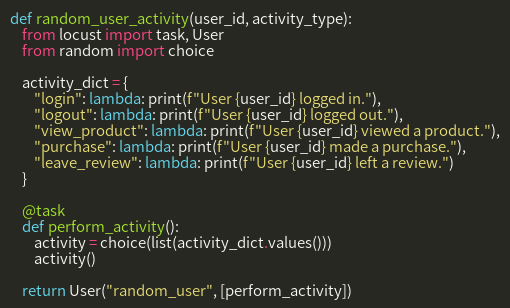 def random_user_activity(user_id, activity_type):
from locust import task, User
from random import choice
activity_dict = {
"login": lambda: print(f"User {user_id} logged in."),
"logout": lambda: print(f"User {user_id} logged out."),
"view_product": lambda: print(f"User {user_id} viewed a product."),
"purchase": lambda: print(f"User {user_id} made a purchase."),
"leave_review": lambda: print(f"User {user_id} left a review.")
}
@task
def perform_activity():
activity = choice(list(activity_dict.values()))
activity()
return User("random_user", [perform_activity])